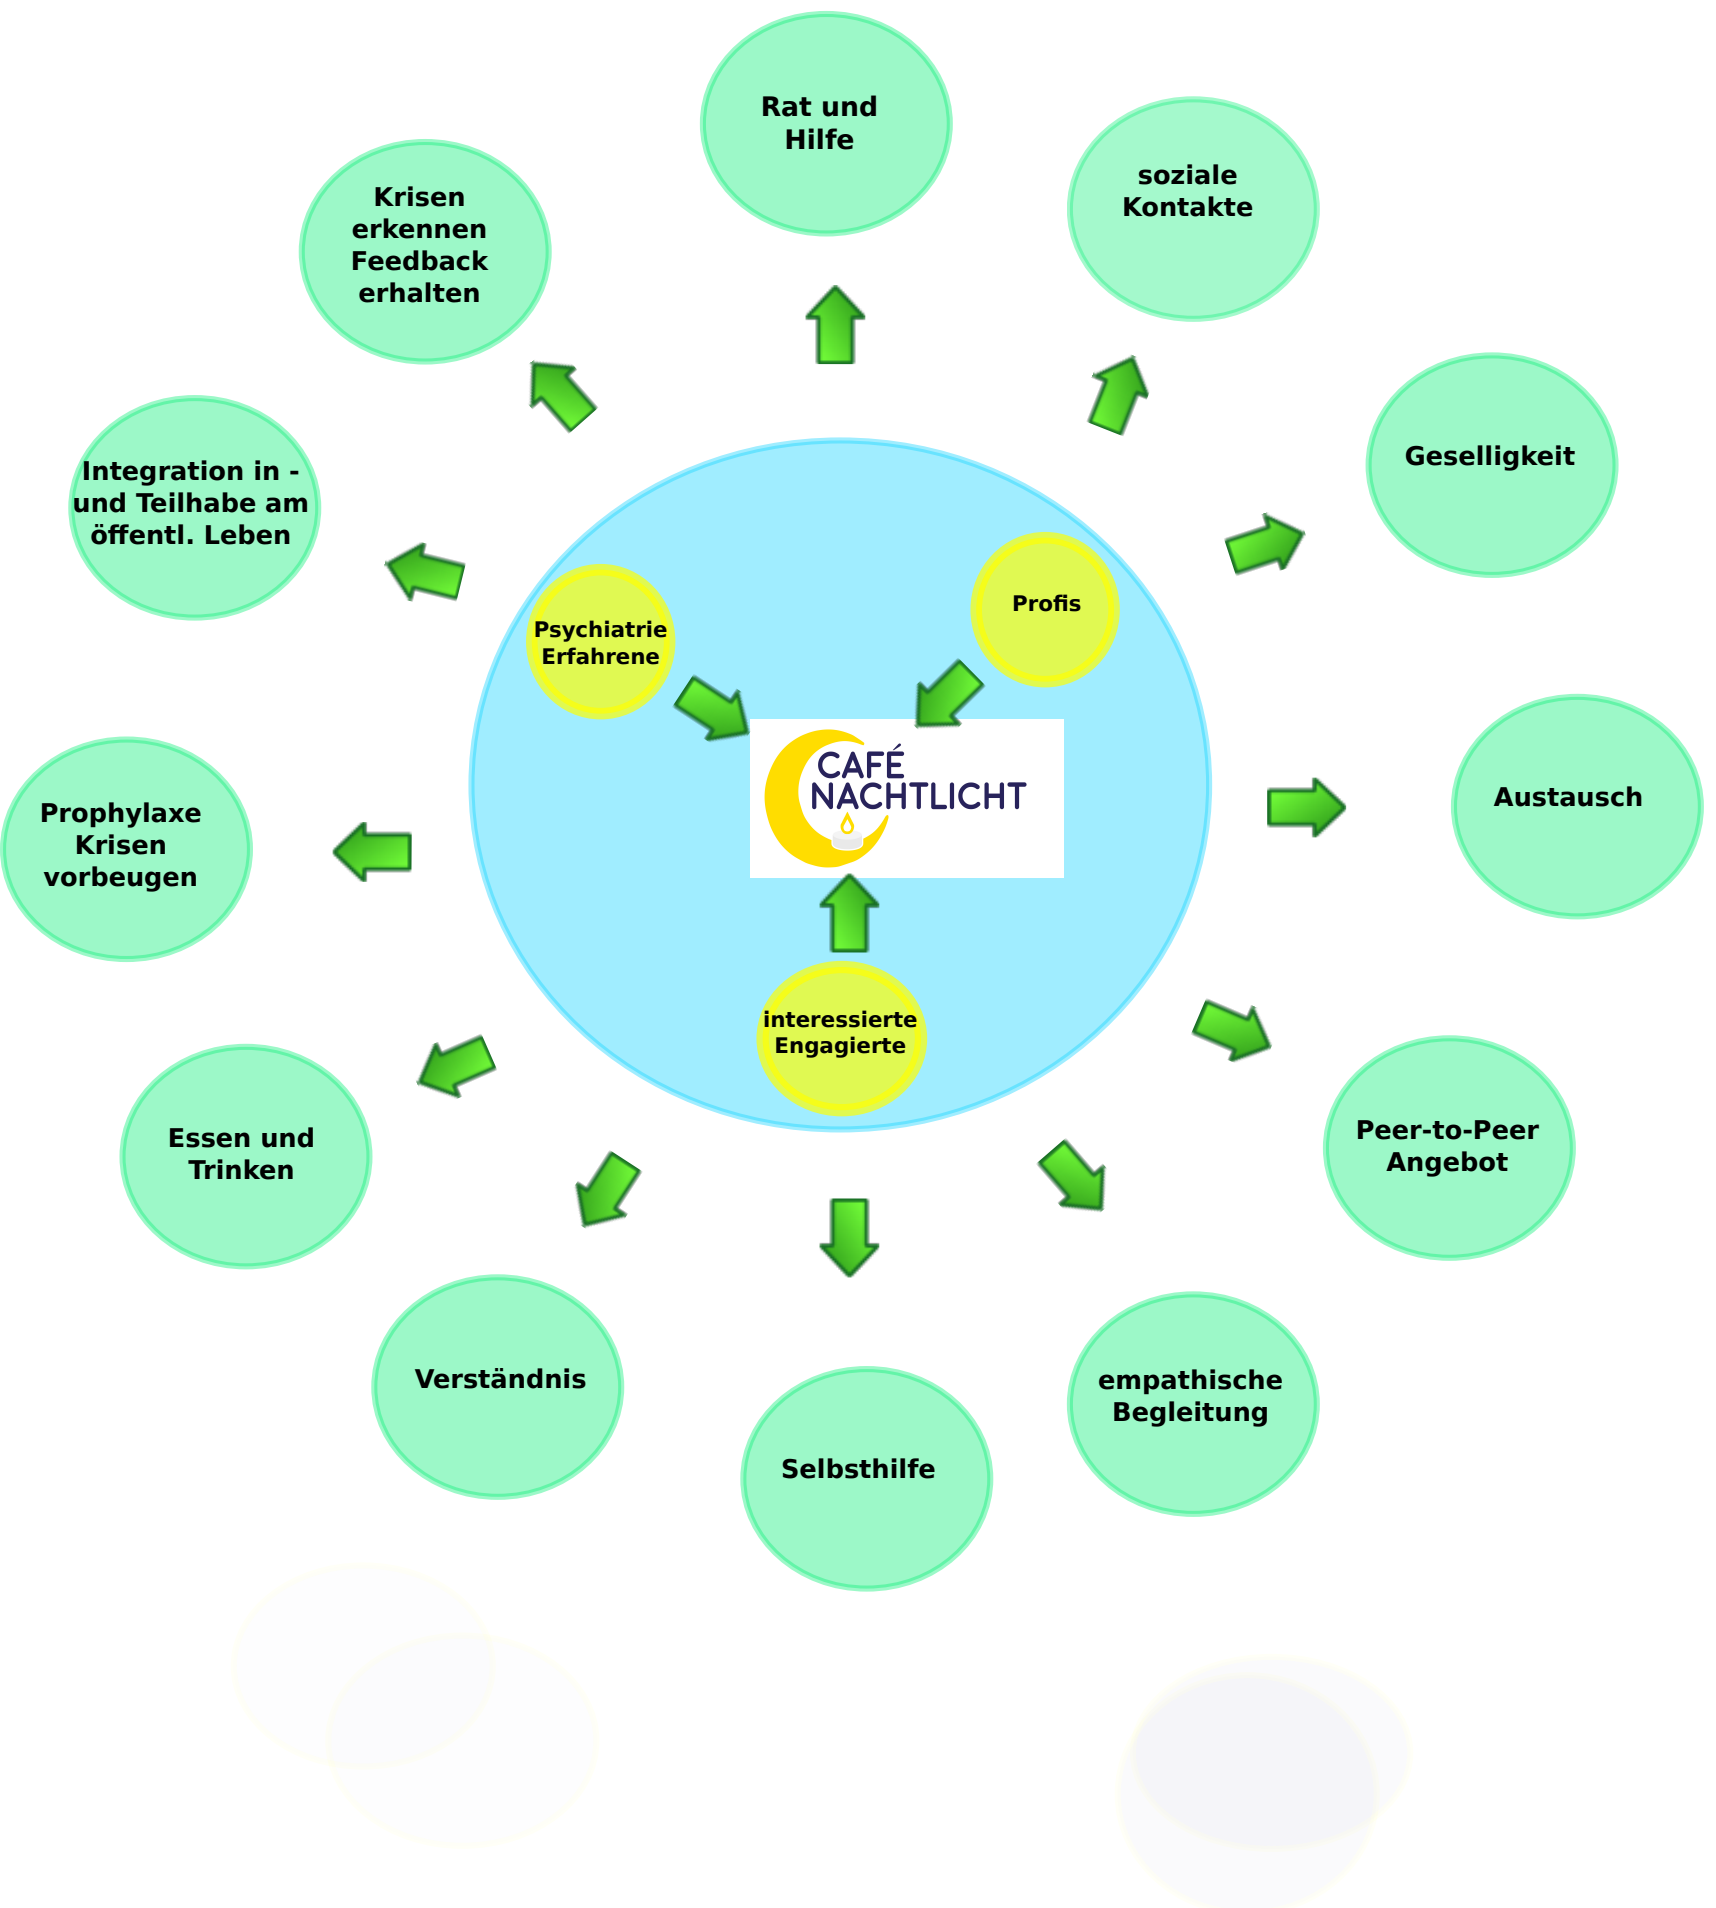 Rat und
Hilfe
soziale
Kontakte
Krisen
erkennen
Feedback
erhalten
Geselligkeit
Integration in -
und Teilhabe am
öffentl. Leben
Profis
Psychiatrie
Erfahrene
CAFÉ
NACHTLICHT
Austausch
Prophylaxe
Krisen
vorbeugen
interessierte
Engagierte
Peer-to-Peer
Angebot
Essen und
Trinken
Verständnis
empathische
Begleitung
Selbsthilfe